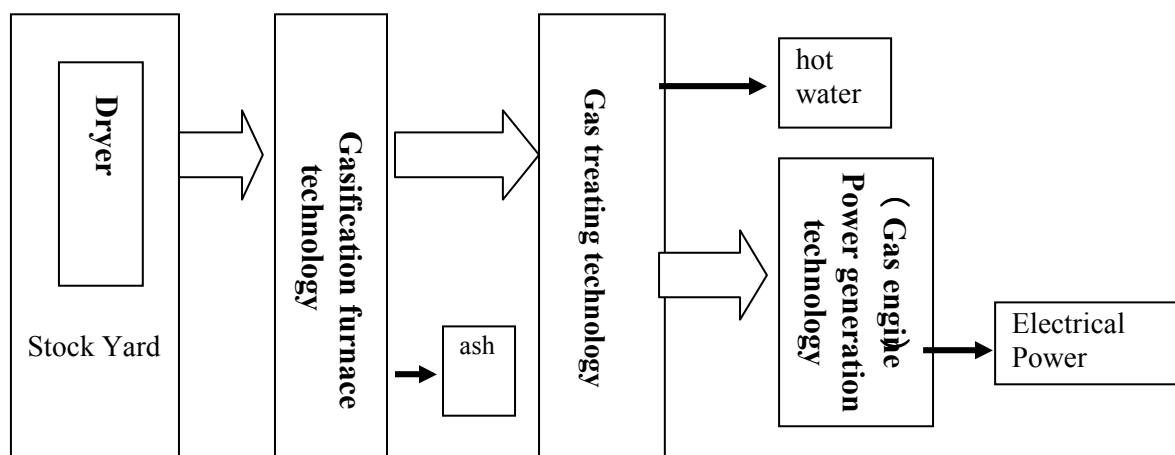 Dryer
Stock Yard
Gasification furnace
technology
ash
Gas treating technology
hot
water
（Gas engine）
Power generation
technology
Electrical
Power